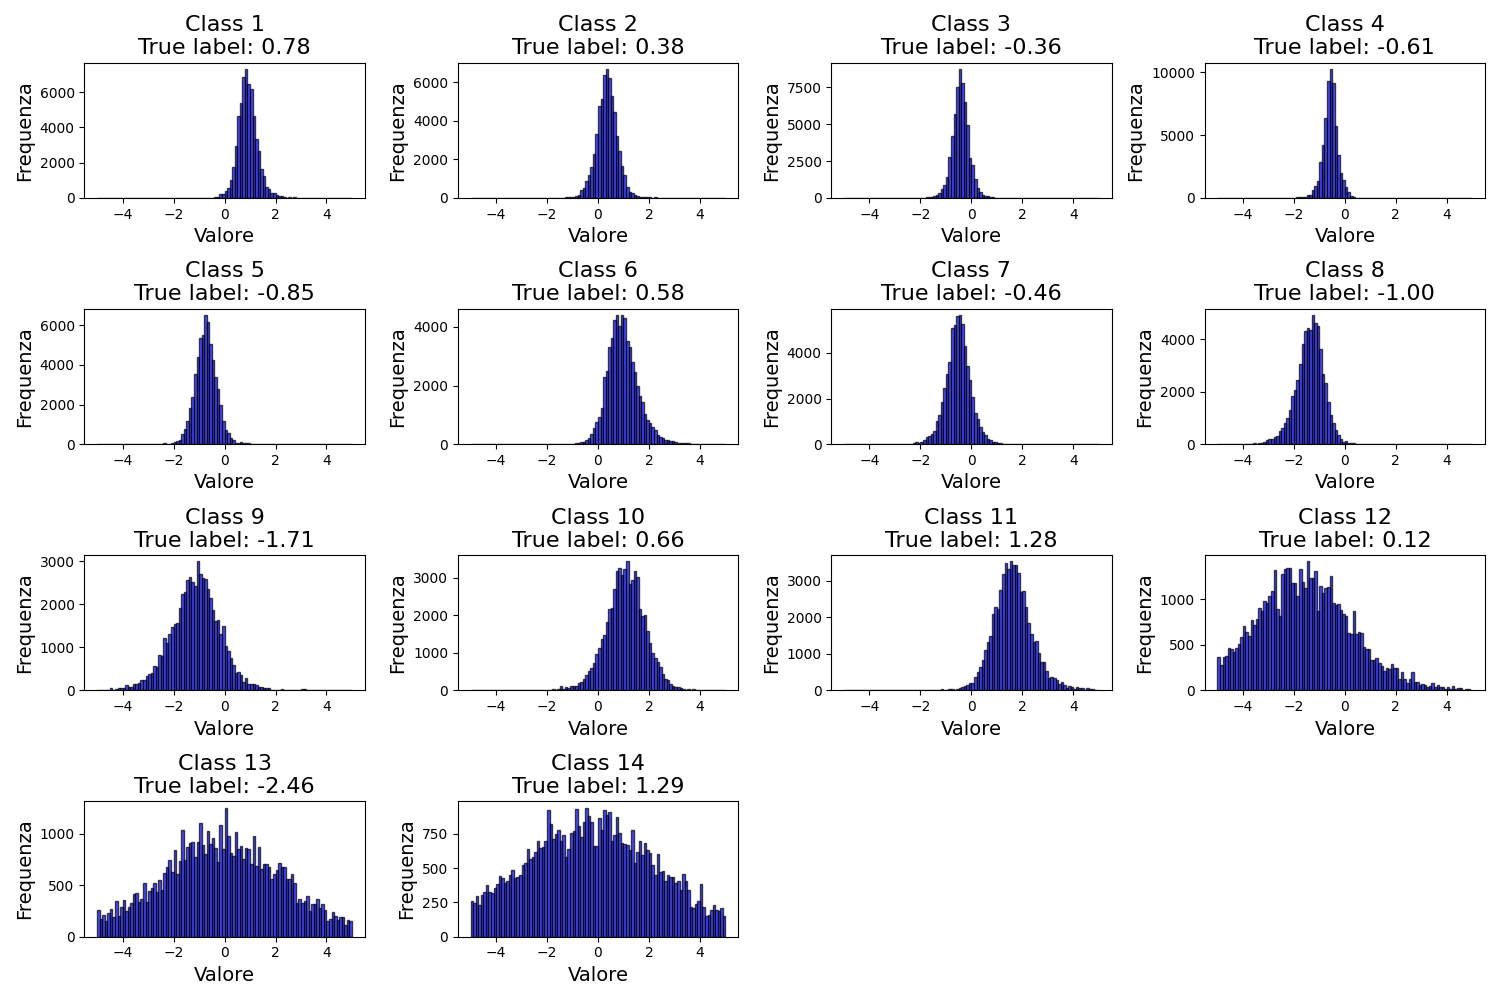 Class 1
True label: 0.78
Frequenza
6000
4000
2000
0
−4 −2 0 2 4
Valore
Class 2
True label: 0.38
Frequenza
6000
4000
2000
0
−4 −2 0 2 4
Valore
Class 3
True label: -0.36
Frequenza
7500
5000
2500
0
−4 −2 0 2 4
Valore
Class 4
True label: -0.61
Frequenza
10000
5000
0
−4 −2 0 2 4
Valore
Class 5
True label: -0.85
Frequenza
6000
4000
2000
0
−4 −2 0 2 4
Valore
Class 6
True label: 0.58
Frequenza
4000
2000
0
−4 −2 0 2 4
Valore
Class 7
True label: -0.46
Frequenza
4000
2000
0
−4 −2 0 2 4
Valore
Class 8
True label: -1.00
Frequenza
4000
2000
0
−4 −2 0 2 4
Valore
Class 9
True label: -1.71
Frequenza
3000
2000
1000
0
−4 −2 0 2 4
Valore
Class 10
True label: 0.66
Frequenza
3000
2000
1000
0
−4 −2 0 2 4
Valore
Class 11
True label: 1.28
Frequenza
3000
2000
1000
0
−4 −2 0 2 4
Valore
Class 12
True label: 0.12
Frequenza
1000
500
0
−4 −2 0 2 4
Valore
Class 13
True label: -2.46
Frequenza
1000
500
0
−4 −2 0 2 4
Valore
Class 14
True label: 1.29
Frequenza
750
500
250
0
−4 −2 0 2 4
Valore